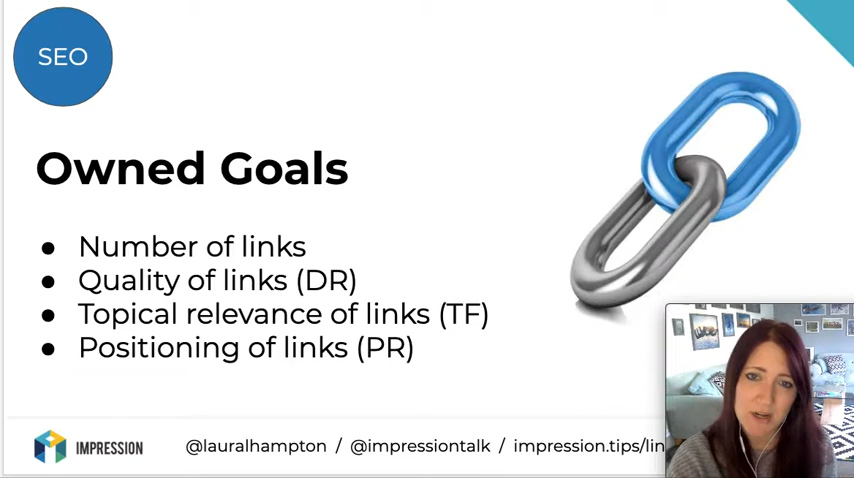 SEO
Owned Goals
● Number of links
● Quality of links (DR)
● Topical relevance of links (TF)
● Positioning of links (PR)
IMPRESSION
@lauralhampton / @impressiontalk / impression.tips/lin